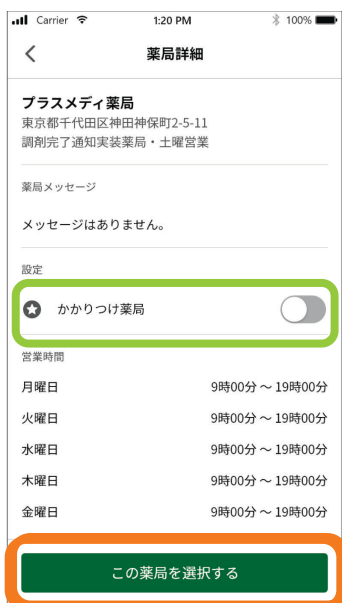 Carrier 1:20 PM 100%
薬局詳細
プラスメディ薬局
東京都千代田区神田神保町2-5-11
調剤完了通知実装薬局・土曜営業
薬局メッセージ
メッセージはありません。
設定
かかりつけ薬局
営業時間
月曜日 9時00分 ～ 19時00分
火曜日 9時00分 ～ 19時00分
水曜日 9時00分 ～ 19時00分
木曜日 9時00分 ～ 19時00分
金曜日 9時00分 ～ 19時00分
この薬局を選択する